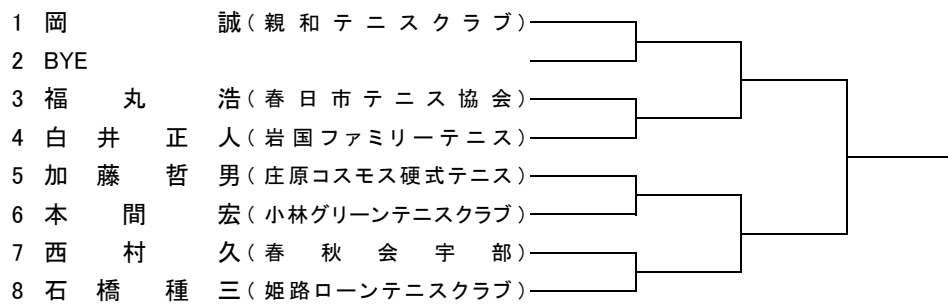 1 岡 誠(親和テニスクラブ)
2 BYE
3 福丸 浩(春日市テニス協会)
4 白井正人(岩国ファミリーテニス)
5 加藤哲男(庄原コスモス硬式テニス)
6 本間 宏(小林グリーンテニスクラブ)
7 西村 久(春秋会宇部)
8 石橋種三(姫路ローンテニスクラブ)